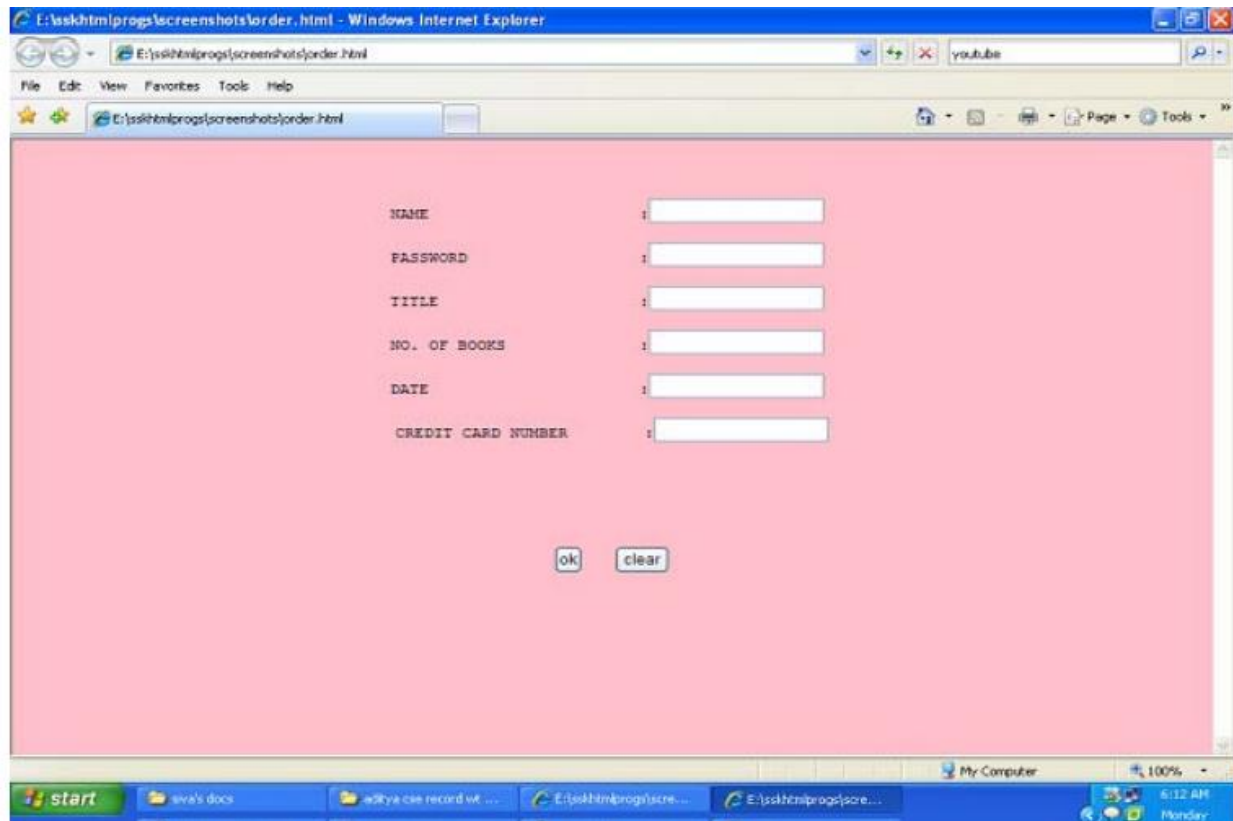 E:\sskhtmlprogs\screenshots\order.html - Windows Internet Explorer
E:\sskhtmlprogs\screenshots\order.html
youtube
File Edit View Favorites Tools Help
E:\sskhtmlprogs\screenshots\order.html
Page Tools
NAME :
PASSWORD :
TITLE :
NO. OF BOOKS :
DATE :
CREDIT CARD NUMBER :
ok clear
My Computer 100%
start siva's docs aditya cse record wt ... E:\sskhtmlprogs\scre... E:\sskhtmlprogs\scre... 6:12 AM
Monday